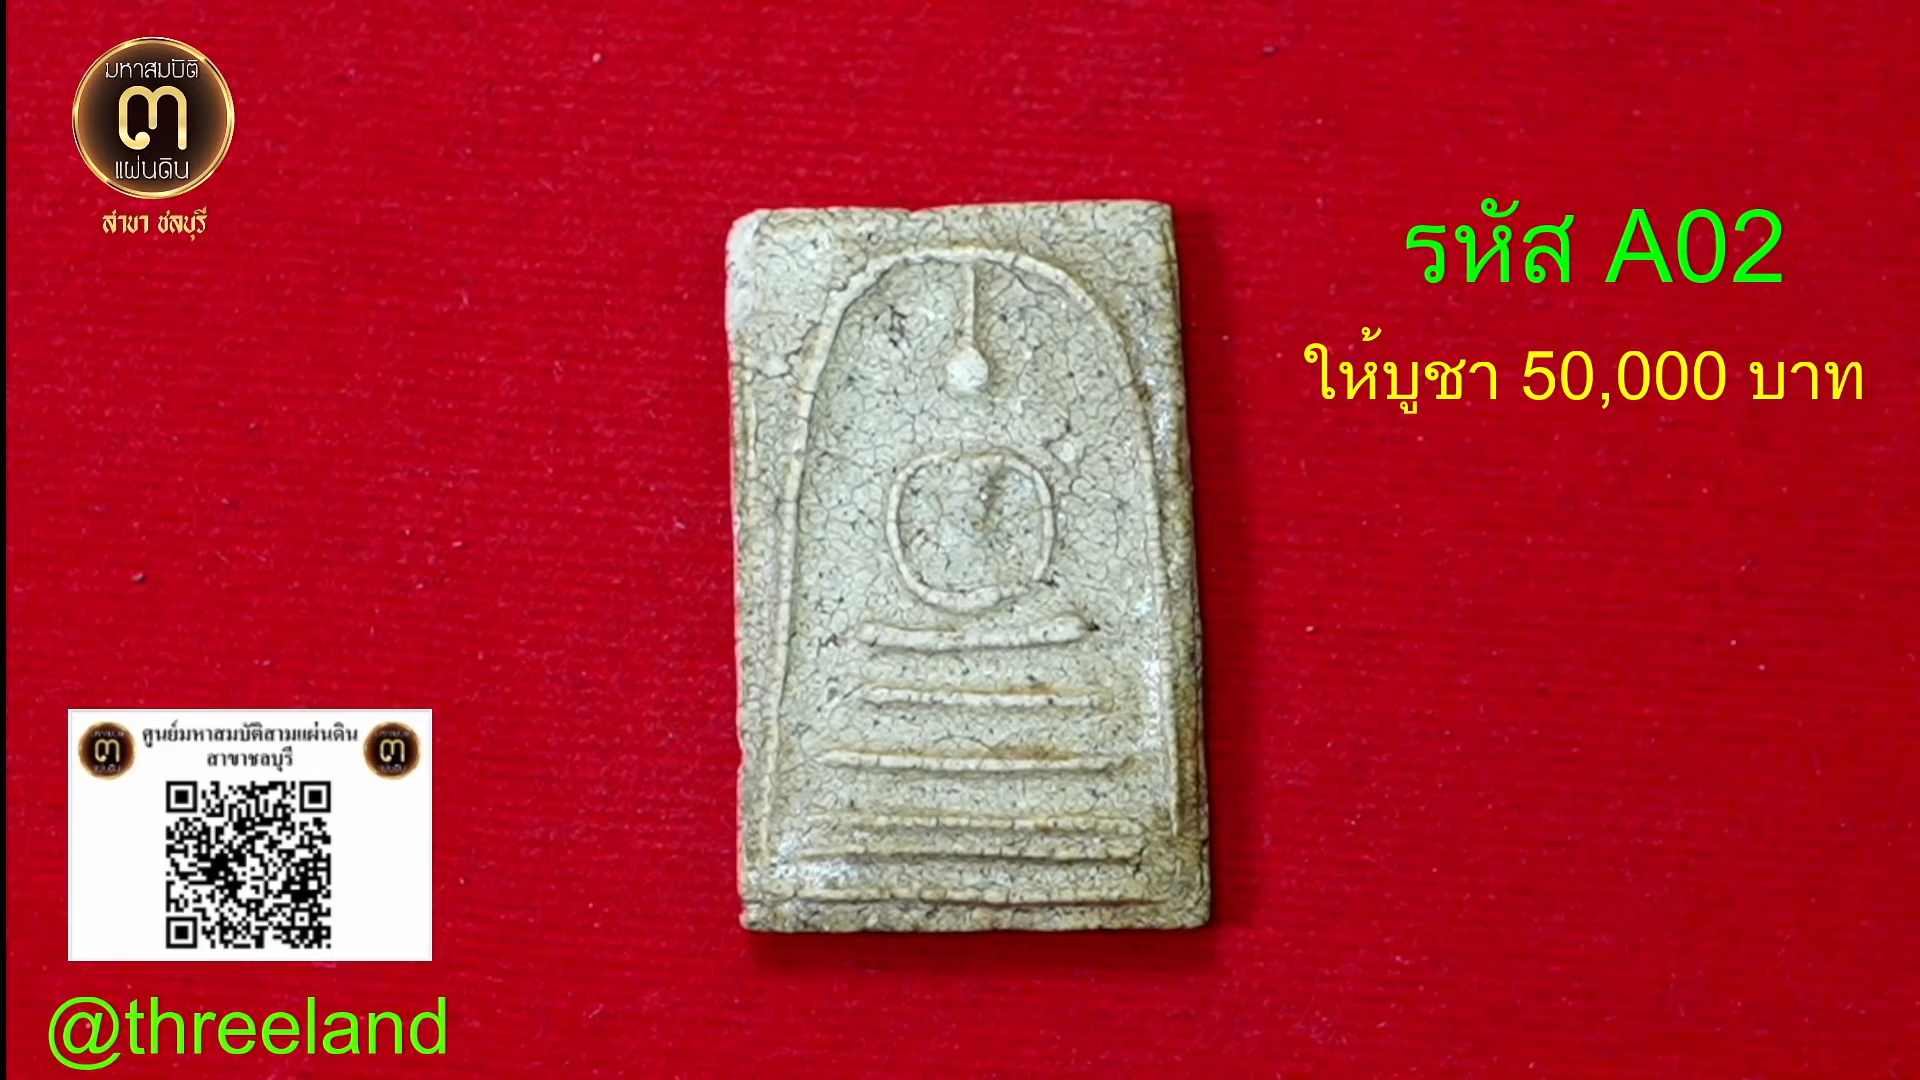 มหาสมบัติ
๓
แผ่นดิน
สาขา ชลบุรี
รหัส A02
ให้บูชา 50,000 บาท
ศูนย์มหาสมบัติสามแผ่นดิน
สาขาชลบุรี
@threeland